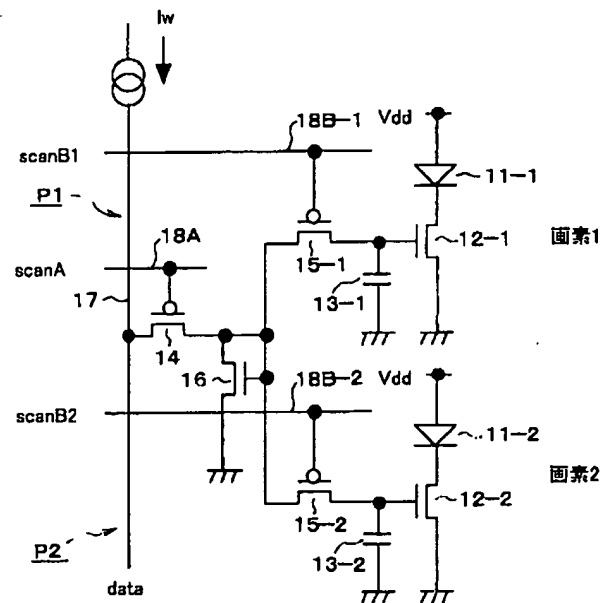 Iw
18B-1
Vdd
scanB1
11-1
P1
12-1
画素1
18A
15-1
scanA
13-1
17
14
16
18B-2
Vdd
scanB2
11-2
画素2
12-2
15-2
P2
13-2
data